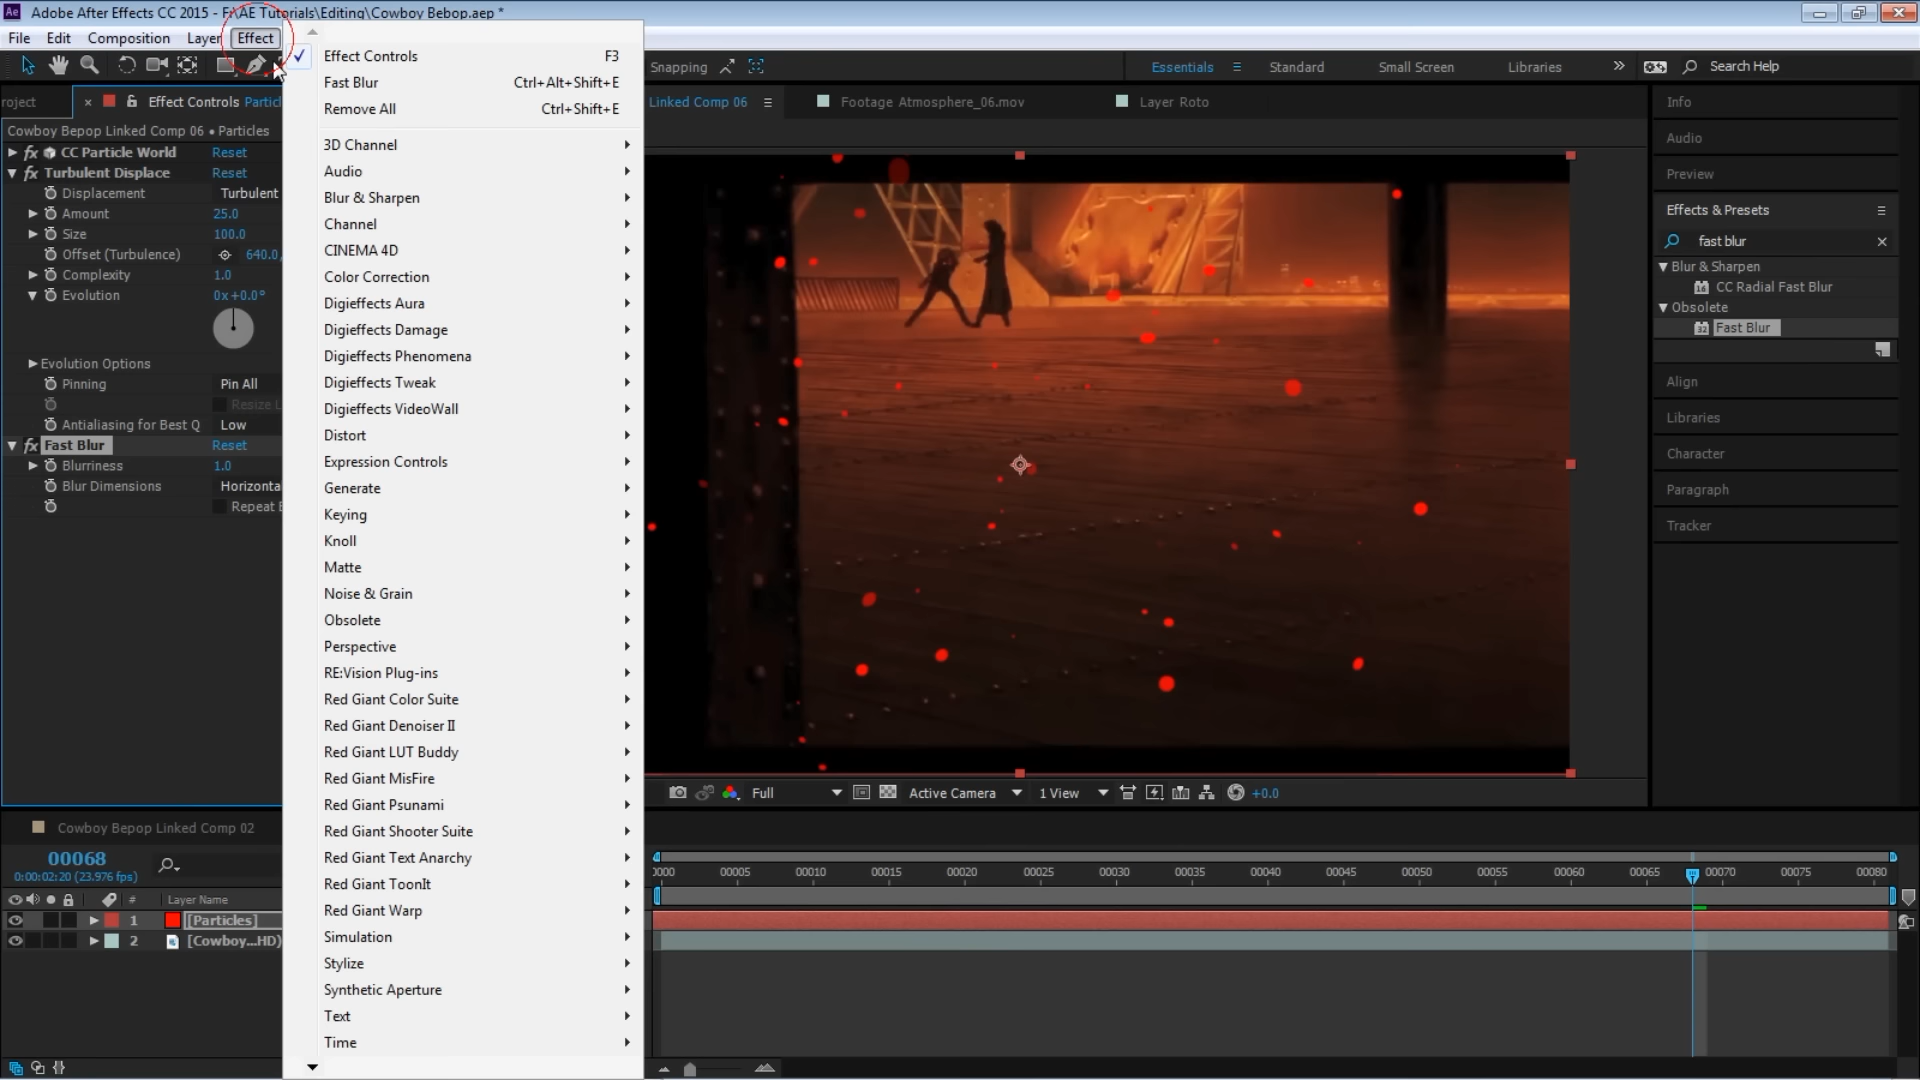 Adobe After Effects CC 2015 - F:\AE Tutorials\Editing\Cowboy Bebop.aep *
File Edit Composition Layer Effect
Snapping
Essentials Standard Small Screen Libraries Search Help
roject
Effect Controls Particl
Cowboy Bepop Linked Comp 06 • Particles
fx CC Particle World Reset
fx Turbulent Displace Reset
Displacement Turbulent
Amount 25.0
Size 100.0
Offset (Turbulence) 640.0,
Complexity 1.0
Evolution 0x+0.0°
Evolution Options
Pinning Pin All
Resize L
Antialiasing for Best Q Low
fx Fast Blur Reset
Blurriness 1.0
Blur Dimensions Horizonta
Repeat E
Effect Controls F3
Fast Blur Ctrl+Alt+Shift+E
Remove All Ctrl+Shift+E
3D Channel
Audio
Blur & Sharpen
Channel
CINEMA 4D
Color Correction
Digieffects Aura
Digieffects Damage
Digieffects Phenomena
Digieffects Tweak
Digieffects VideoWall
Distort
Expression Controls
Generate
Keying
Knoll
Matte
Noise & Grain
Obsolete
Perspective
RE:Vision Plug-ins
Red Giant Color Suite
Red Giant Denoiser II
Red Giant LUT Buddy
Red Giant MisFire
Red Giant Psunami
Red Giant Shooter Suite
Red Giant Text Anarchy
Red Giant ToonIt
Red Giant Warp
Simulation
Stylize
Synthetic Aperture
Text
Time
Linked Comp 06 Footage Atmosphere_06.mov Layer Roto
Full Active Camera 1 View +0.0
Info
Audio
Preview
Effects & Presets
fast blur
Blur & Sharpen
CC Radial Fast Blur
Obsolete
Fast Blur
Align
Libraries
Character
Paragraph
Tracker
Cowboy Bepop Linked Comp 02
00068
0:00:02:20 (23.976 fps)
# Layer Name
1 [Particles]
2 [Cowboy...HD)
0000 00005 00010 00015 00020 00025 00030 00035 00040 00045 00050 00055 00060 00065 00070 00075 00080